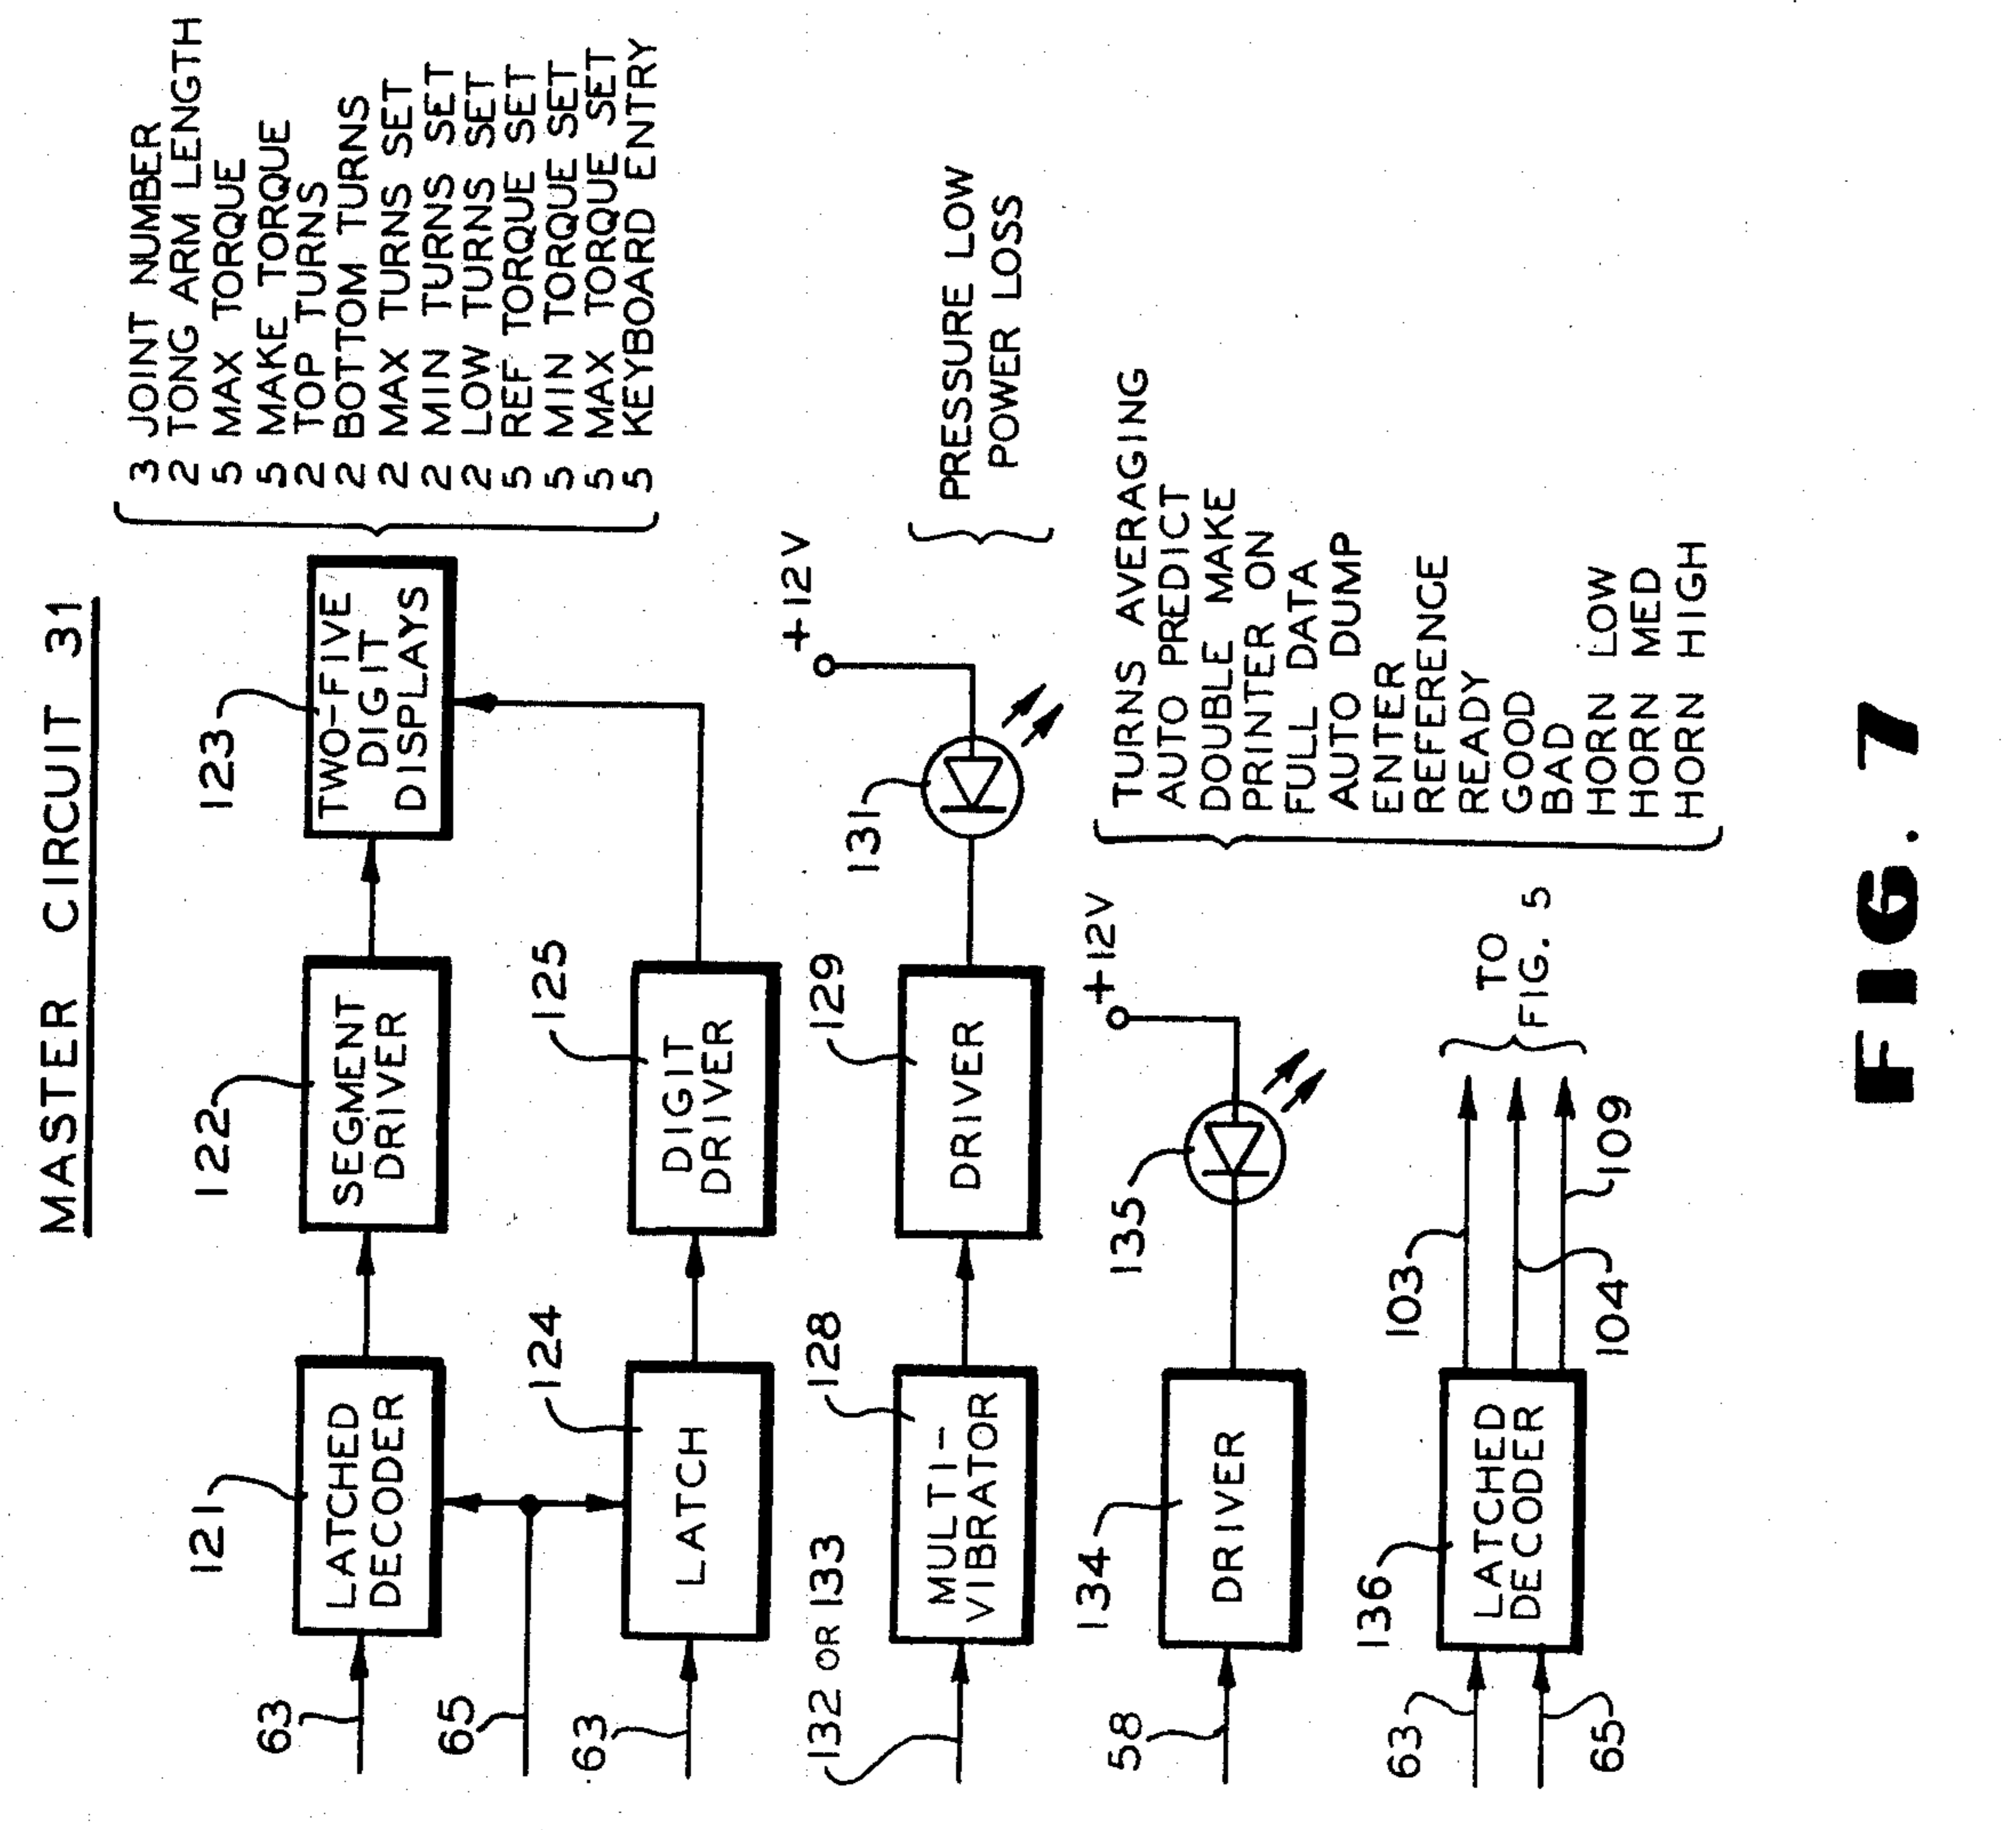 MASTER CIRCUIT 31
121
LATCHED
DECODER
63
65
122
SEGMENT
DRIVER
123
TWO-FIVE
DIGIT
DISPLAYS
3 JOINT NUMBER
2 TONG ARM LENGTH
5 MAX TORQUE
5 MAKE TORQUE
2 TOP TURNS
2 BOTTOM TURNS
2 MAX TURNS SET
2 MIN TURNS SET
2 LOW TURNS SET
5 REF TORQUE SET
5 MIN TORQUE SET
5 MAX TORQUE SET
5 KEYBOARD ENTRY
63
124
LATCH
125
DIGIT
DRIVER
132 OR 133
128
MULTI-
VIBRATOR
129
DRIVER
131
+12V
PRESSURE LOW
POWER LOSS
58
134
DRIVER
135
+12V
TURNS AVERAGING
AUTO PREDICT
DOUBLE MAKE
PRINTER ON
FULL DATA
AUTO DUMP
ENTER
REFERENCE
READY
GOOD
BAD
HORN LOW
HORN MED
HORN HIGH
63
65
136
LATCHED
DECODER
103
104
109
TO
FIG. 5
FIG. 7